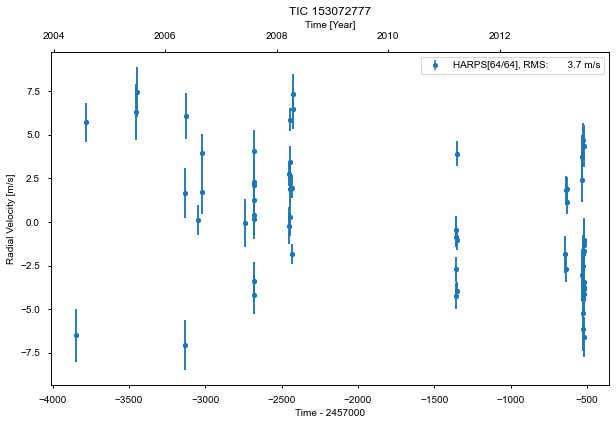 TIC 153072777
Time [Year]
2004 2006 2008 2010 2012
HARPS[64/64], RMS: 3.7 m/s
Radial Velocity [m/s]
7.5
5.0
2.5
0.0
−2.5
−5.0
−7.5
−4000 −3500 −3000 −2500 −2000 −1500 −1000 −500
Time - 2457000